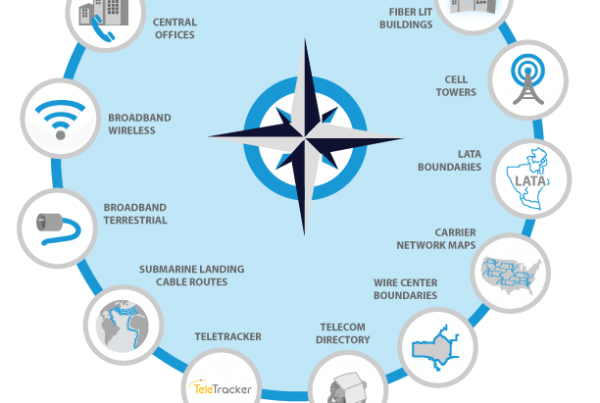 CENTRAL
OFFICES
FIBER LIT
BUILDINGS
CELL
TOWERS
BROADBAND
WIRELESS
LATA
BOUNDARIES
LATA
BROADBAND
TERRESTRIAL
CARRIER
NETWORK MAPS
SUBMARINE LANDING
CABLE ROUTES
WIRE CENTER
BOUNDARIES
TELETRACKER
TELECOM
DIRECTORY
TeleTracker